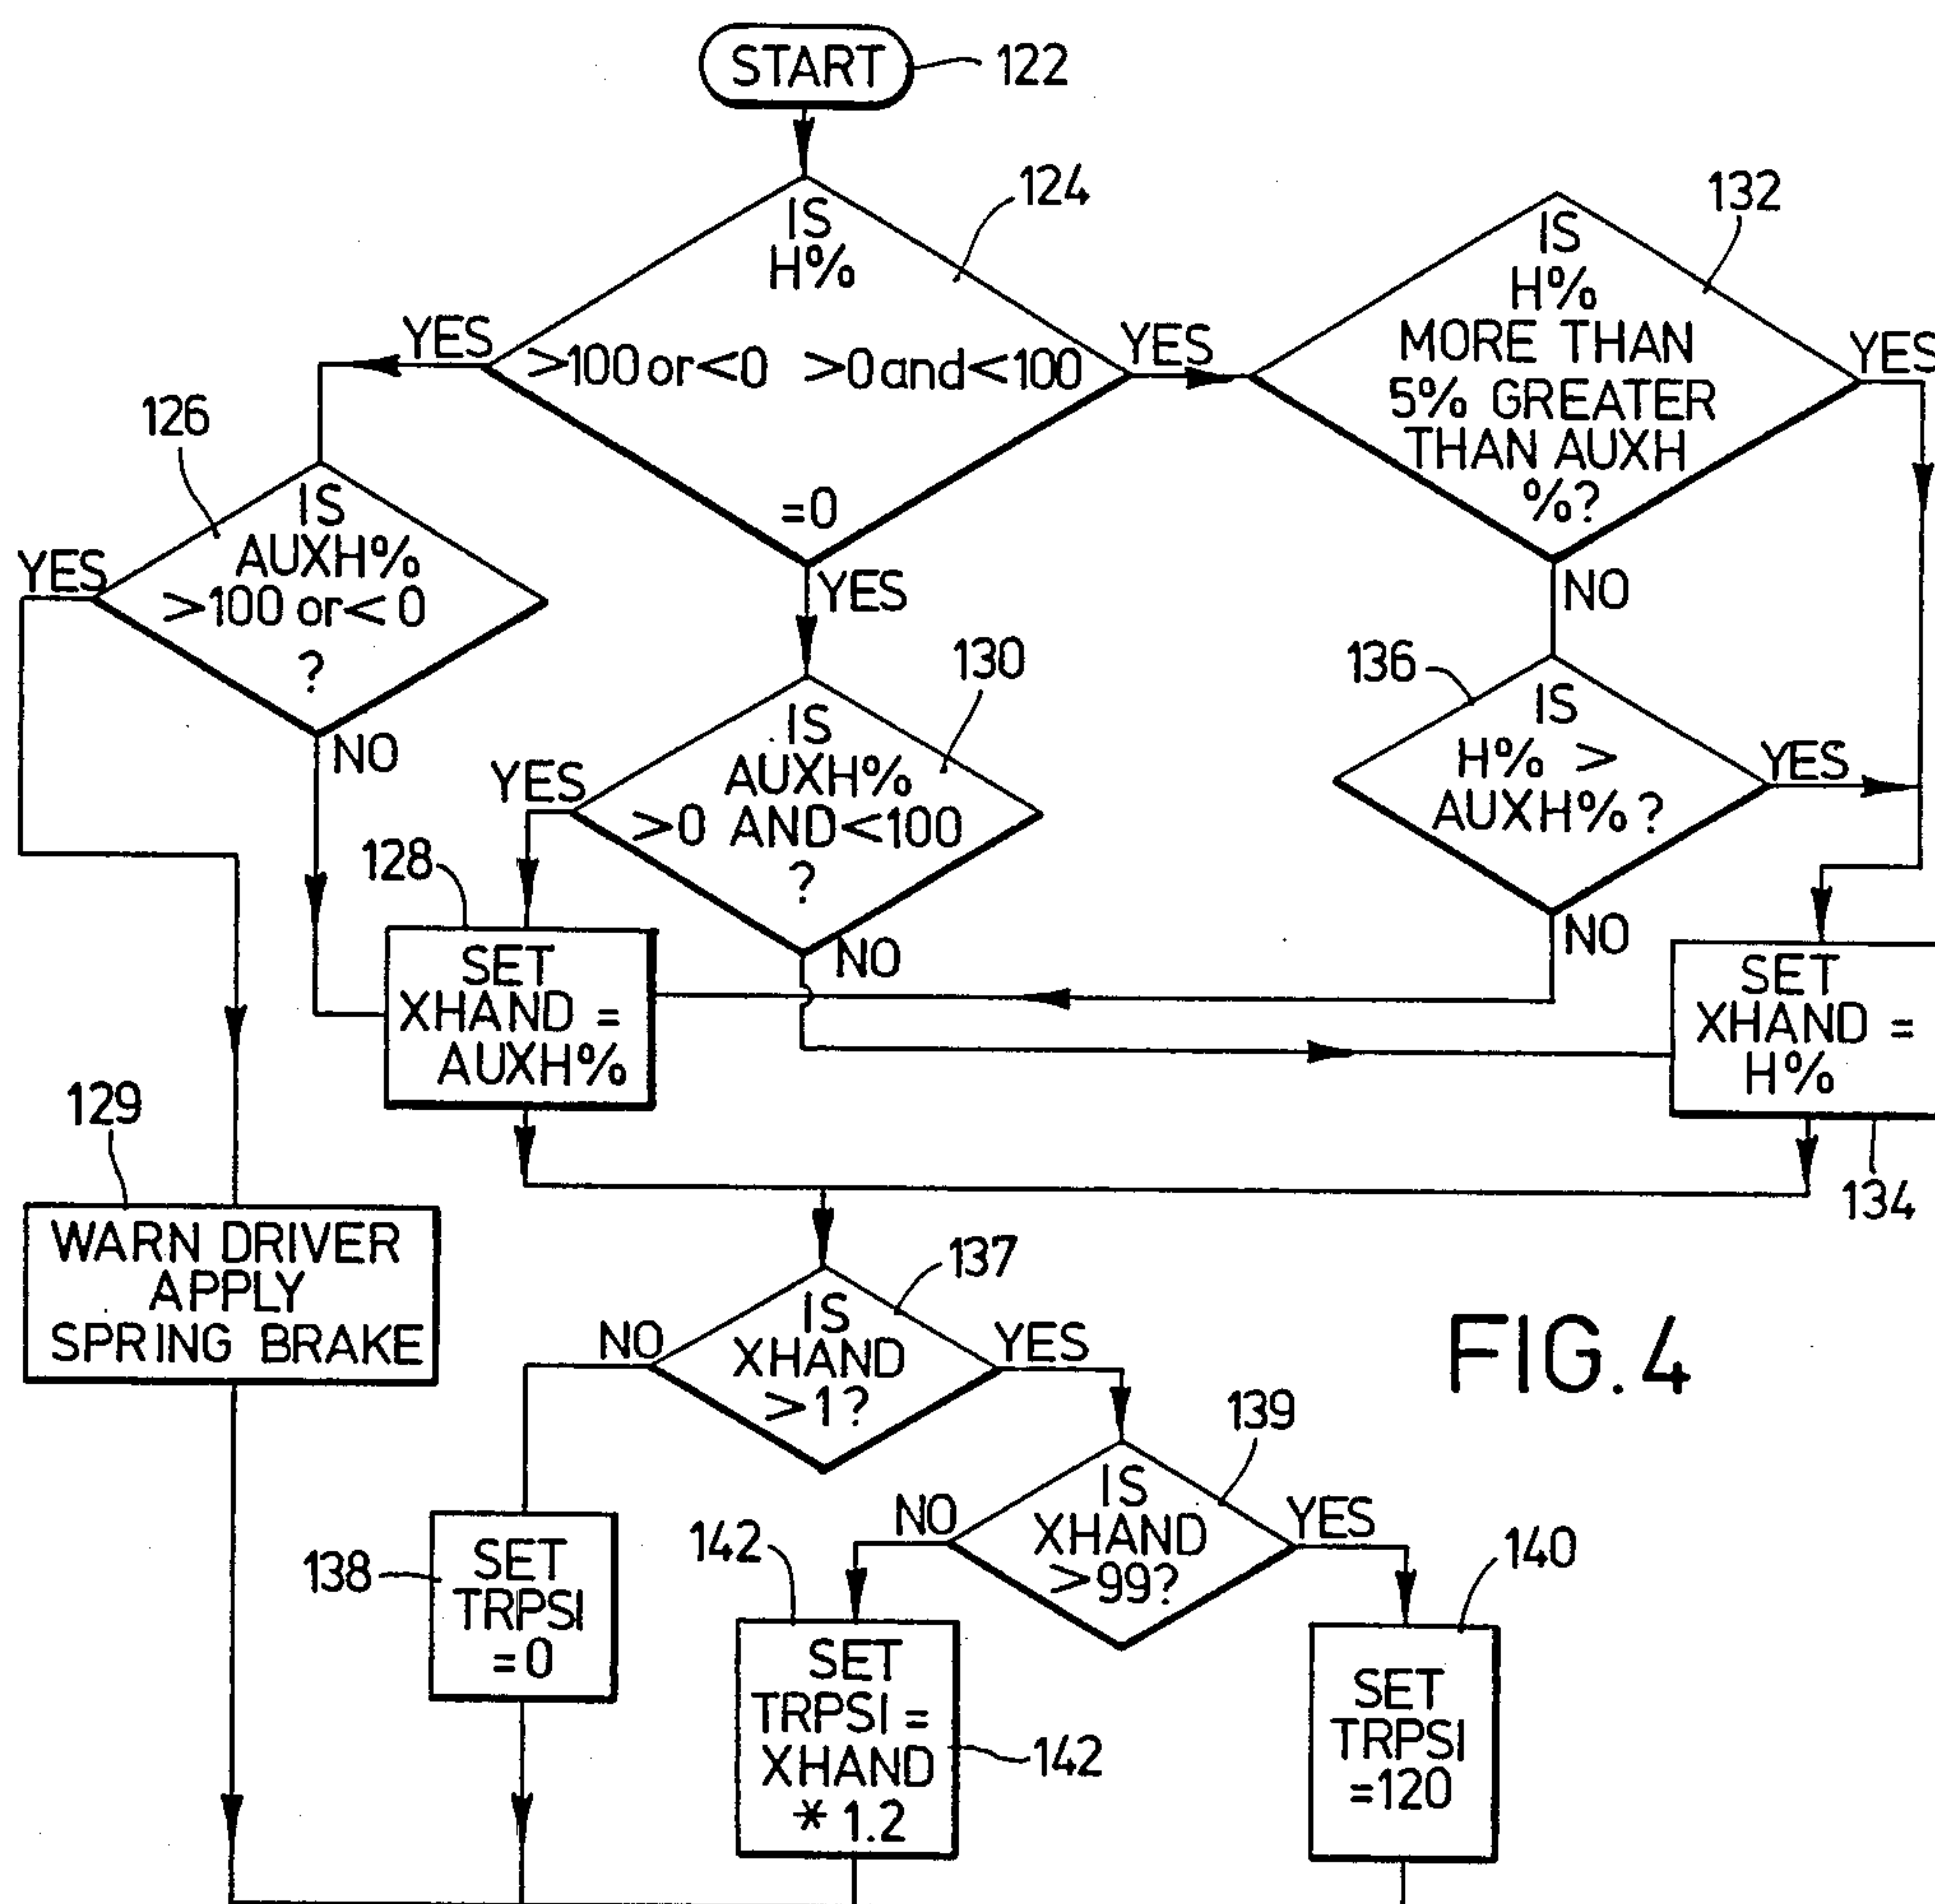 START
122
124
IS
H%
>100 or <0 >0 and <100
=0
YES
YES
YES
132
IS
H%
MORE THAN
5% GREATER
THAN AUXH
%?
YES
NO
126
IS
AUXH%
>100 or < 0
?
YES
NO
130
IS
AUXH%
>0 AND <100
?
YES
NO
136
IS
H% >
AUXH% ?
YES
NO
128
SET
XHAND =
AUXH%
SET
XHAND =
H%
134
129
WARN DRIVER
APPLY
SPRING BRAKE
137
IS
XHAND
>1?
NO
YES
FIG. 4
139
IS
XHAND
>99?
NO
YES
138
SET
TRPSI
=0
142
SET
TRPSI =
XHAND
* 1.2
142
140
SET
TRPSI
=120